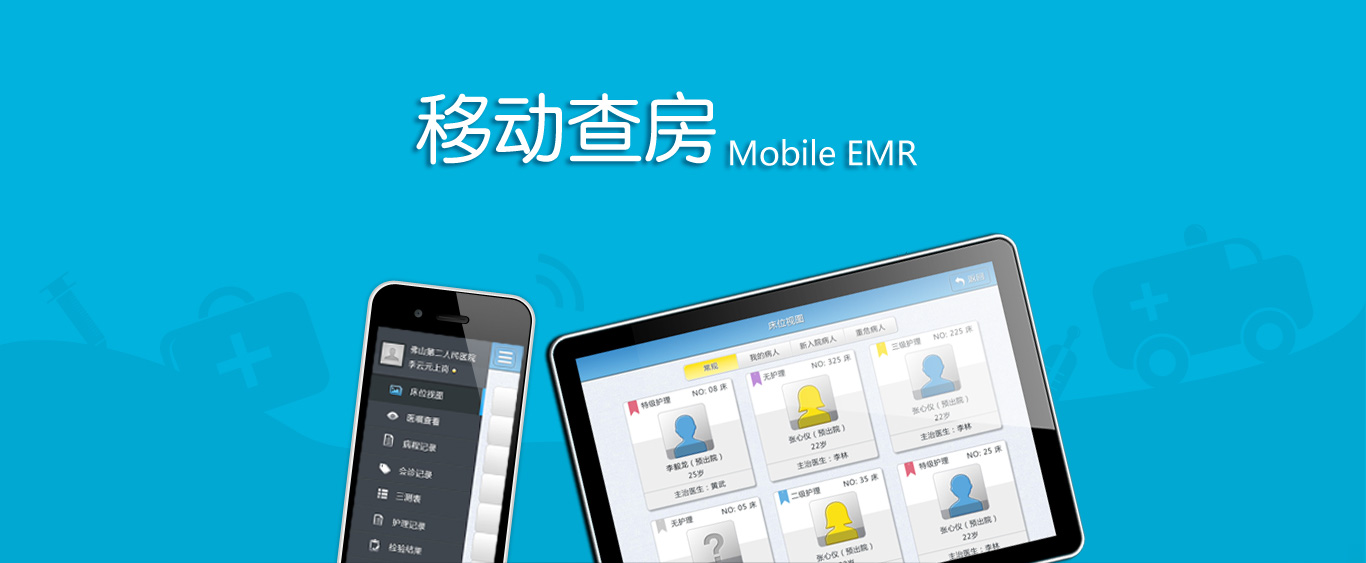 移动查房 Mobile EMR
佛山第二人民医院
李云元上岗
床位视图
医嘱查看
病程记录
会诊记录
三测表
护理记录
检验结果
床位视图
返回
常规 我的病人 新入院病人 重危病人
特级护理 NO: 08 床
李毅龙（预出院）
25岁
主治医生：黄武
无护理 NO: 325 床
张心仪（预出院）
22岁
主治医生：李林
三级护理 NO: 225 床
张心仪（预出院）
22岁
主治医生：李林
无护理 NO: 05 床
?
二级护理 NO: 35 床
张心仪（预出院）
特级护理 NO: 25 床
张心仪（预出院）
22岁
主治医生：李林